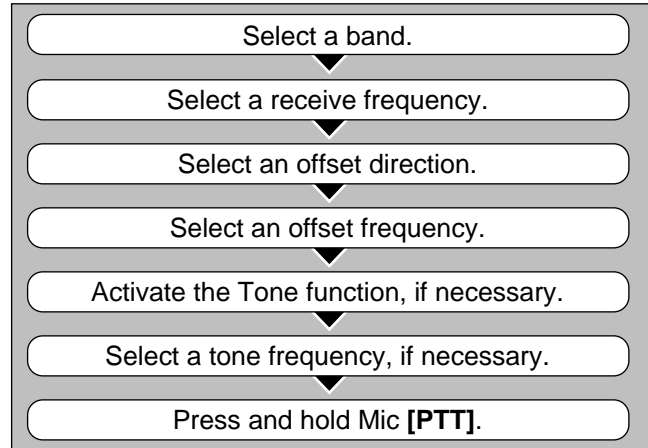 Select a band.
Select a receive frequency.
Select an offset direction.
Select an offset frequency.
Activate the Tone function, if necessary.
Select a tone frequency, if necessary.
Press and hold Mic [PTT].